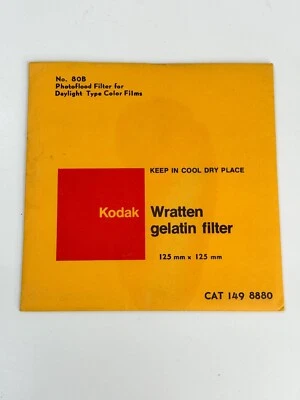 No. 80B
Photoflood Filter for
Daylight Type Color Films
KEEP IN COOL DRY PLACE
Kodak
Wratten
gelatin filter
125 mm x 125 mm
CAT 149 8880